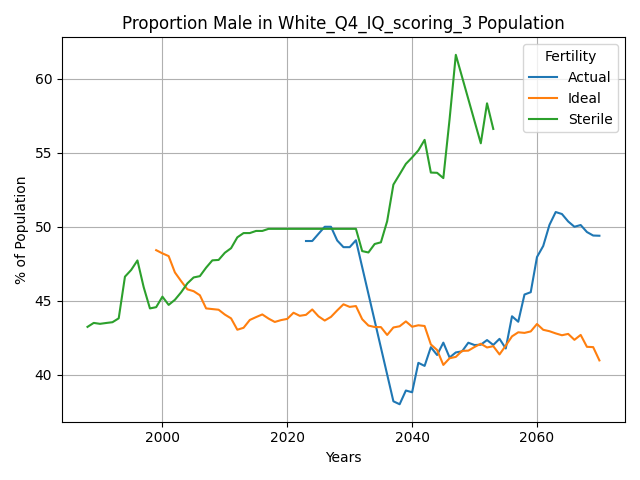 Proportion Male in White_Q4_IQ_scoring_3 Population
Fertility
Actual
Ideal
Sterile
% of Population
60
55
50
45
40
2000
2020
2040
2060
Years